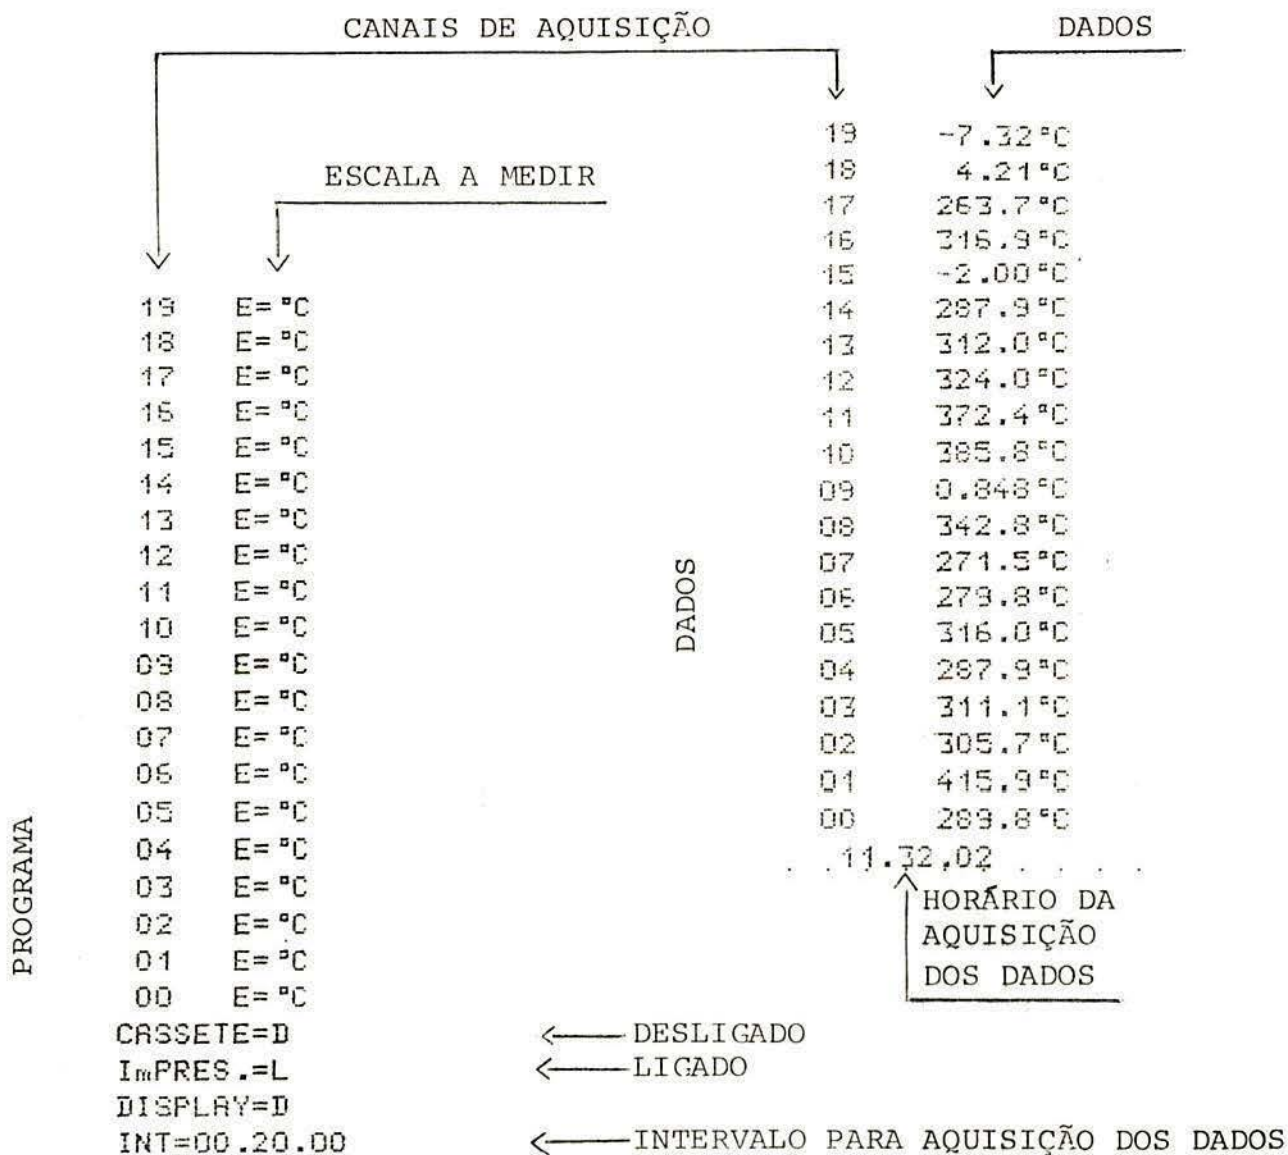 CANAIS DE AQUISIÇÃO
DADOS
ESCALA A MEDIR
19 E=°C
18 E=°C
17 E=°C
16 E=°C
15 E=°C
14 E=°C
13 E=°C
12 E=°C
11 E=°C
10 E=°C
09 E=°C
08 E=°C
07 E=°C
06 E=°C
05 E=°C
04 E=°C
03 E=°C
02 E=°C
01 E=°C
00 E=°C
PROGRAMA
CASSETE=D
DESLIGADO
ImPRES.=L
LIGADO
DISPLAY=D
INT=00.20.00
INTERVALO PARA AQUISIÇÃO DOS DADOS
DADOS
19 -7.32°C
18 4.21°C
17 263.7°C
16 316.9°C
15 -2.00°C
14 287.9°C
13 312.0°C
12 324.0°C
11 372.4°C
10 385.8°C
09 0.848°C
08 342.8°C
07 271.5°C
06 279.8°C
05 316.0°C
04 287.9°C
03 311.1°C
02 305.7°C
01 415.9°C
00 289.8°C
11.32.02
HORÁRIO DA
AQUISIÇÃO
DOS DADOS